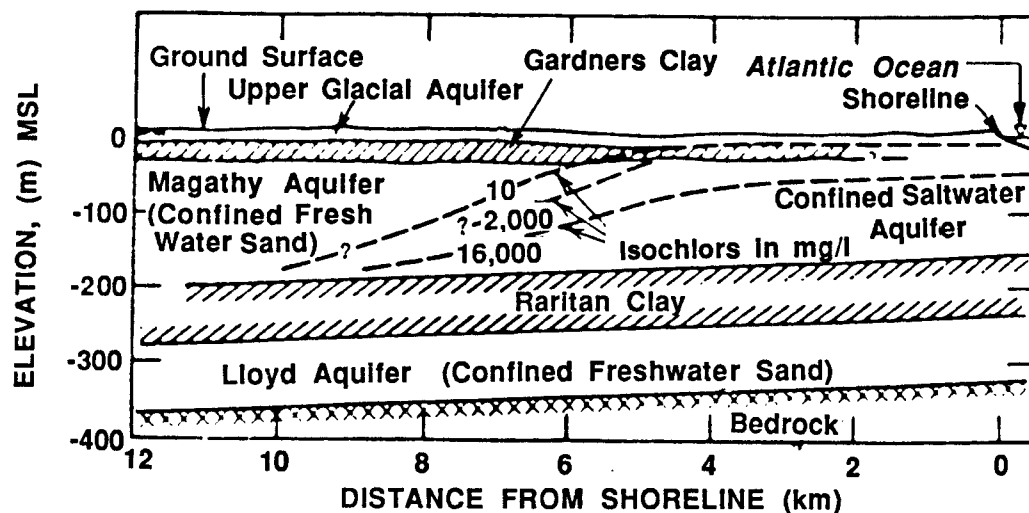 Ground Surface
Gardners Clay
Atlantic Ocean
Upper Glacial Aquifer
Shoreline
ELEVATION, (m) MSL
0
-100
-200
-300
-400
Magathy Aquifer
(Confined Fresh
Water Sand)
?
10
?
-2,000
16,000
Isochlors in mg/l
Confined Saltwater
Aquifer
?
Raritan Clay
Lloyd Aquifer (Confined Freshwater Sand)
Bedrock
12 10 8 6 4 2 0
DISTANCE FROM SHORELINE (km)